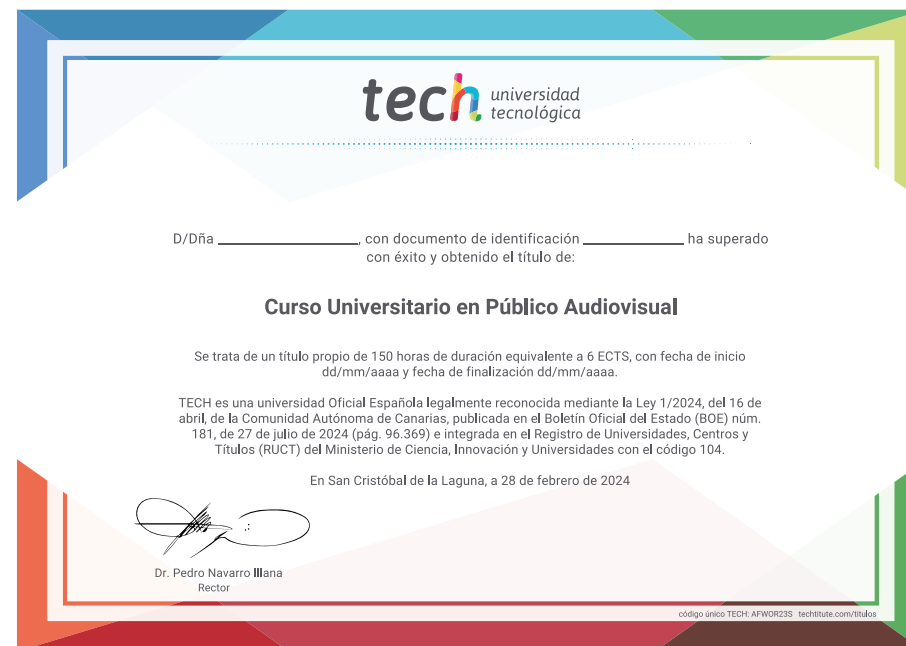 tech universidad
tecnológica
D/Dña ____________________, con documento de identificación ______________ ha superado
con éxito y obtenido el título de:
Curso Universitario en Público Audiovisual
Se trata de un título propio de 150 horas de duración equivalente a 6 ECTS, con fecha de inicio
dd/mm/aaaa y fecha de finalización dd/mm/aaaa.
TECH es una universidad Oficial Española legalmente reconocida mediante la Ley 1/2024, del 16 de
abril, de la Comunidad Autónoma de Canarias, publicada en el Boletín Oficial del Estado (BOE) núm.
181, de 27 de julio de 2024 (pág. 96.369) e integrada en el Registro de Universidades, Centros y
Títulos (RUCT) del Ministerio de Ciencia, Innovación y Universidades con el código 104.
En San Cristóbal de la Laguna, a 28 de febrero de 2024
Dr. Pedro Navarro Illana
Rector
código único TECH: AFWOR23S techtitute.com/titulos